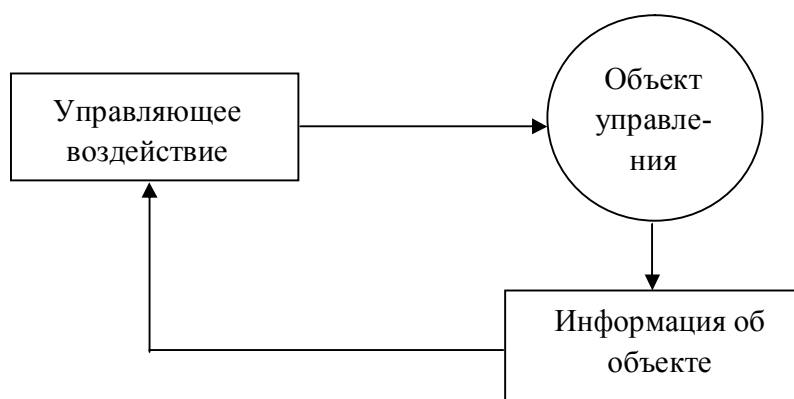 Управляющее
воздействие
Объект
управле-
ния
Информация об
объекте